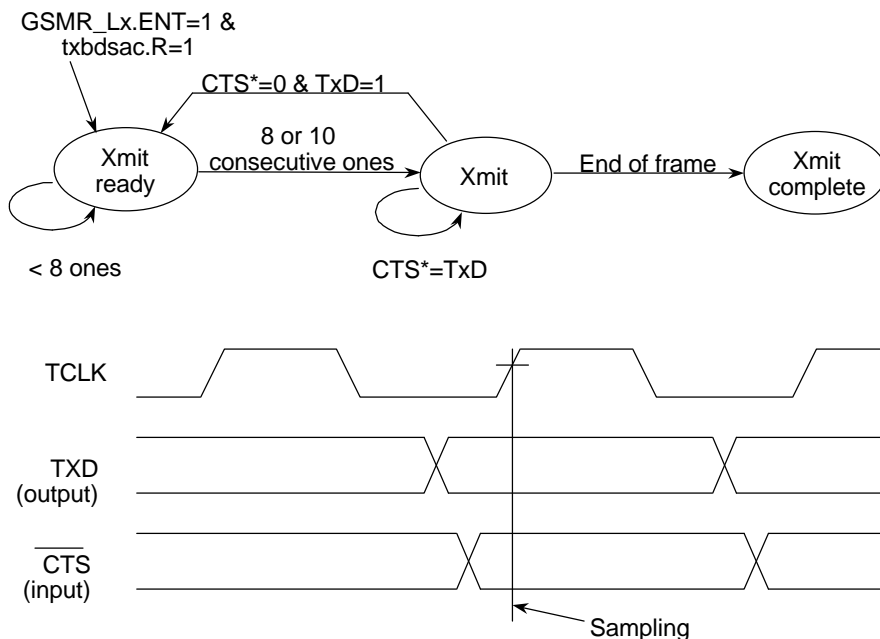 GSMR_Lx.ENT=1 &
txbdsac.R=1
CTS*=0 & TxD=1
8 or 10
consecutive ones
Xmit
ready
Xmit
End of frame
Xmit
complete
< 8 ones
CTS*=TxD
TCLK
TXD
(output)
CTS
(input)
Sampling